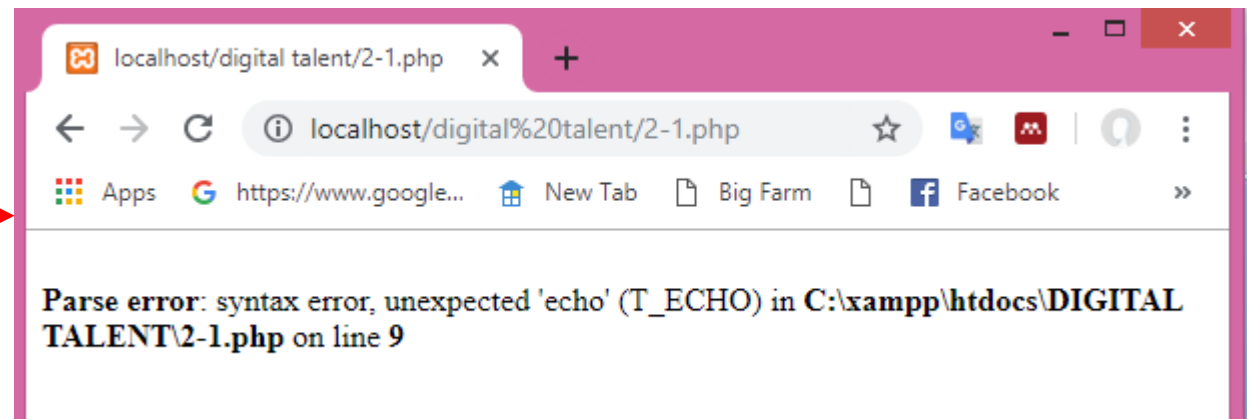 localhost/digital talent/2-1.php
localhost/digital%20talent/2-1.php
Apps G https://www.google... New Tab Big Farm f Facebook »
Parse error: syntax error, unexpected 'echo' (T_ECHO) in C:\xampp\htdocs\DIGITAL
TALENT\2-1.php on line 9